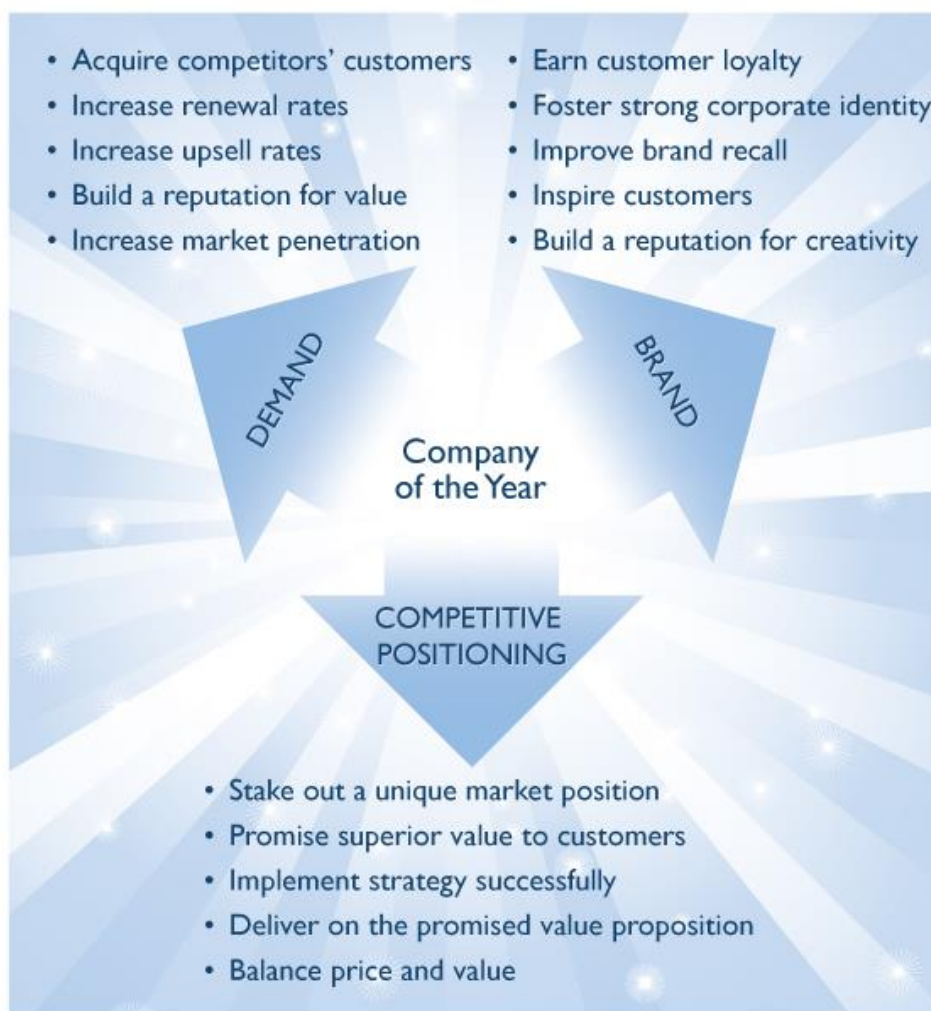 • Acquire competitors' customers
• Increase renewal rates
• Increase upsell rates
• Build a reputation for value
• Increase market penetration
• Earn customer loyalty
• Foster strong corporate identity
• Improve brand recall
• Inspire customers
• Build a reputation for creativity
DEMAND
BRAND
Company
of the Year
COMPETITIVE
POSITIONING
• Stake out a unique market position
• Promise superior value to customers
• Implement strategy successfully
• Deliver on the promised value proposition
• Balance price and value